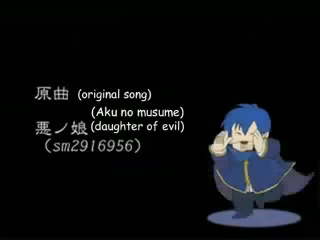 原曲 (original song)
(Aku no musume)
悪ノ娘 (daughter of evil)
(sm2916956)